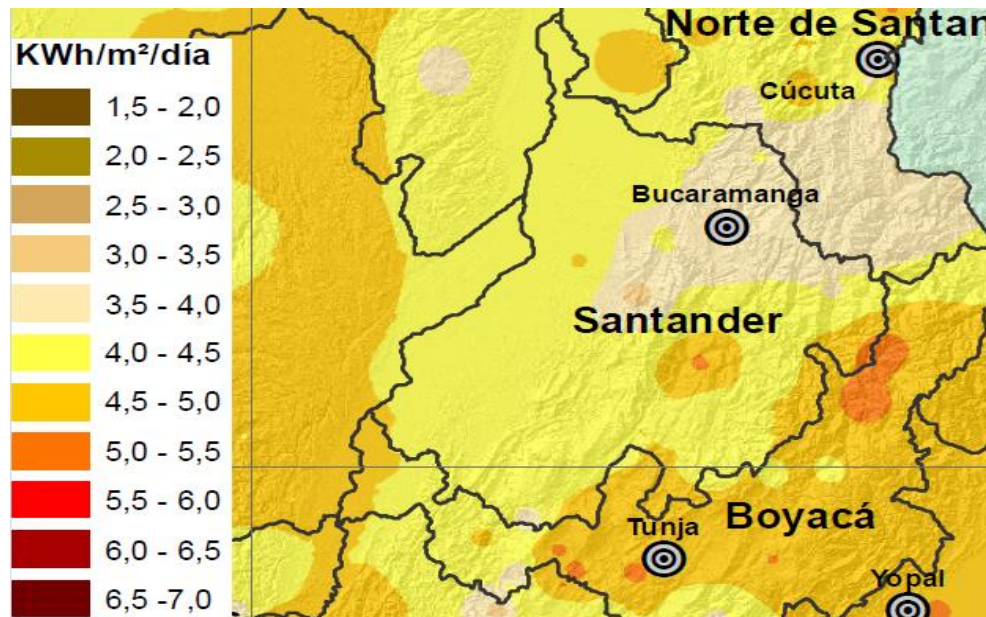 KWh/m²/día
1,5 - 2,0
2,0 - 2,5
2,5 - 3,0
3,0 - 3,5
3,5 - 4,0
4,0 - 4,5
4,5 - 5,0
5,0 - 5,5
5,5 - 6,0
6,0 - 6,5
6,5 -7,0
Norte de Santan
Cúcuta
Bucaramanga
Santander
Boyacá
Tunja
Yopal